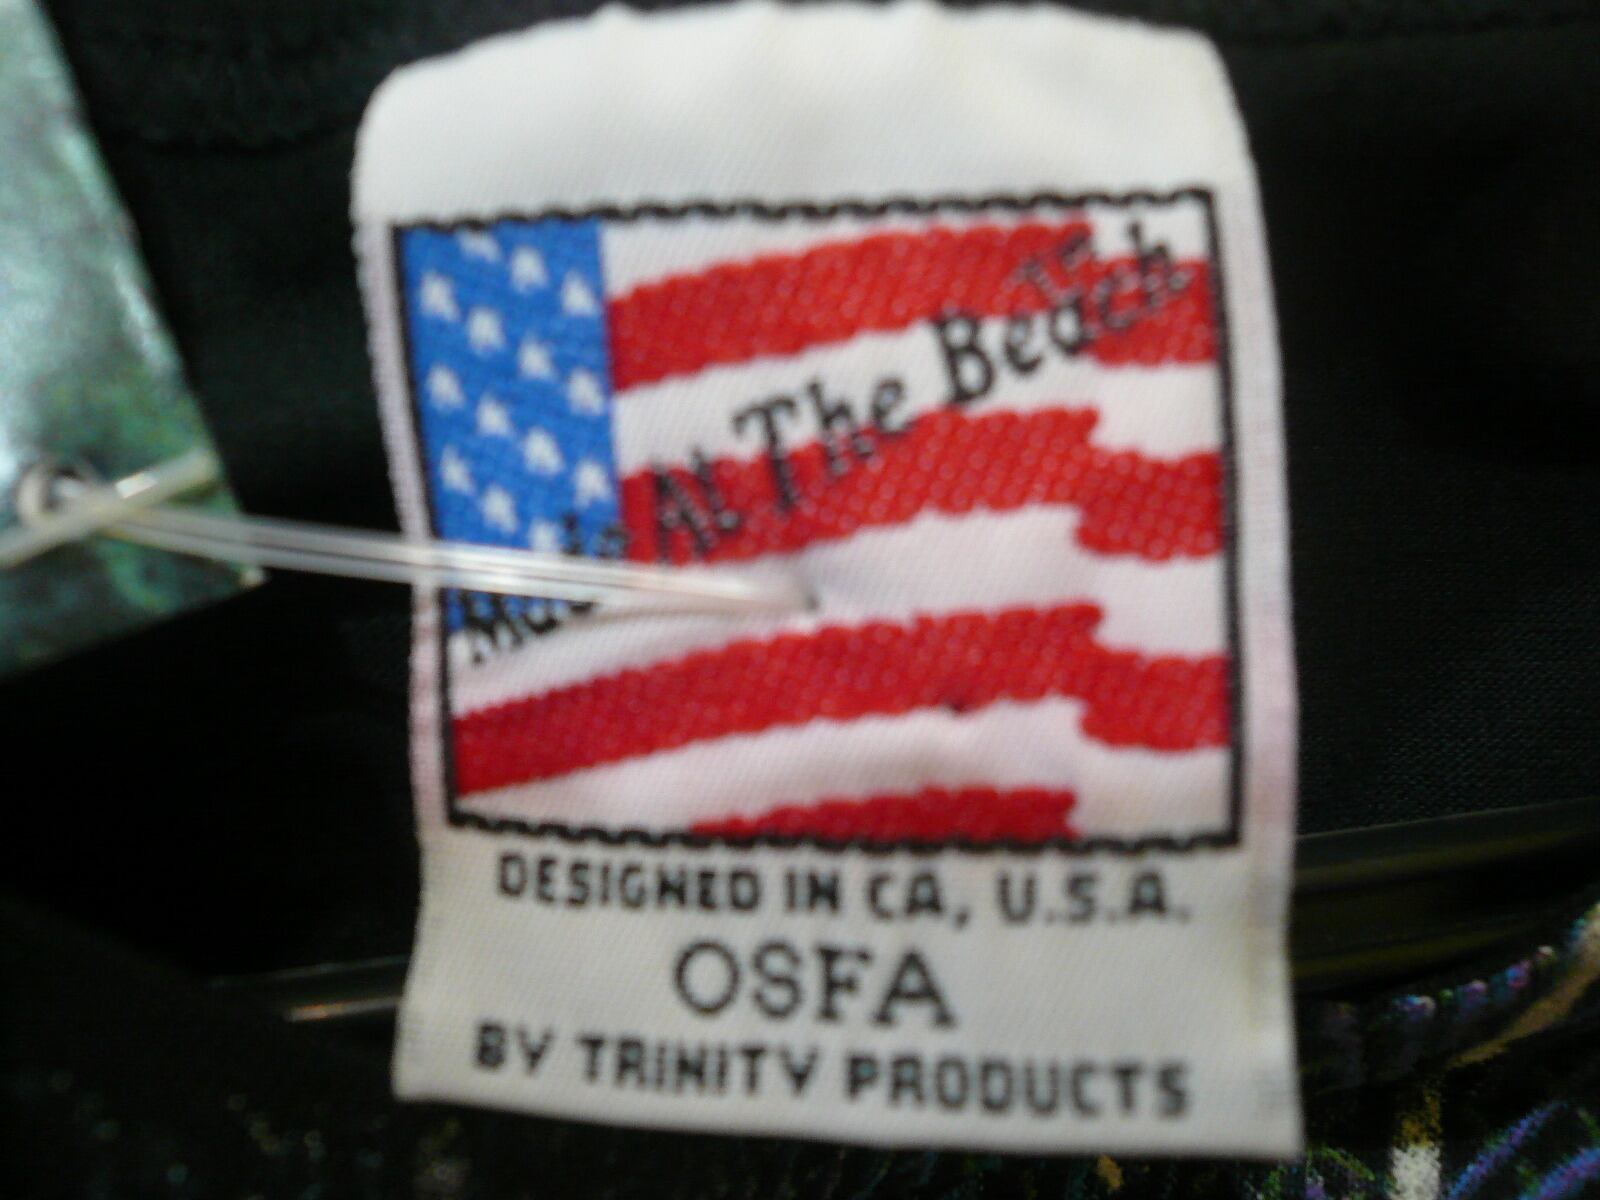 At The Beach
DESIGNED IN CA, U.S.A.
OSFA
BY TRINITY PRODUCTS